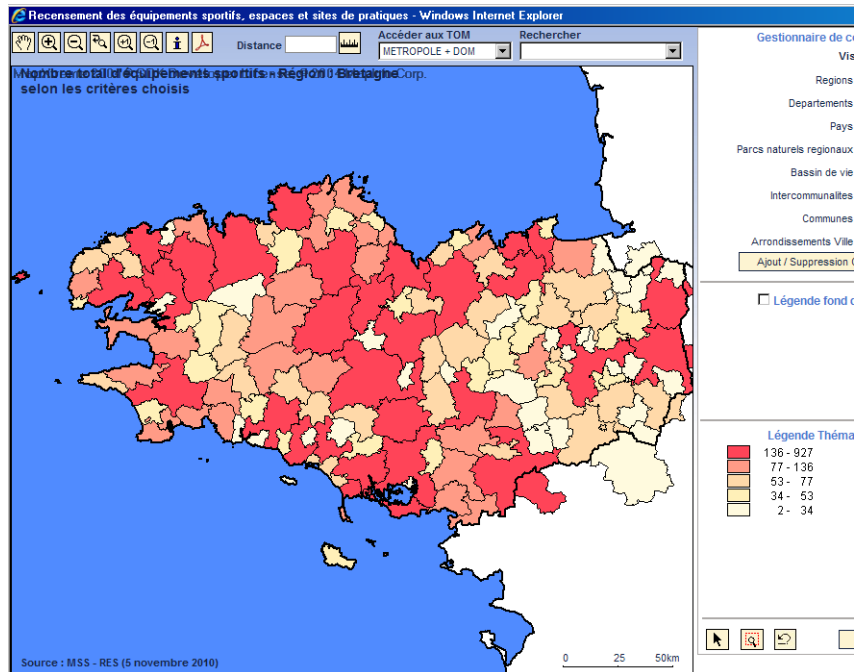 Recensement des équipements sportifs, espaces et sites de pratiques - Windows Internet Explorer
Distance
Accéder aux TOM
METROPOLE + DOM
Rechercher
Nombre total d'équipements sportifs - Région : Bretagne
Corp.
selon les critères choisis
Gestionnaire de co
Vis
Regions
Departements
Pays
Parcs naturels regionaux
Bassin de vie
Intercommunalites
Communes
Arrondissements Ville
Ajout / Suppression
Légende fond
Légende Théma
136 - 927
77 - 136
53 - 77
34 - 53
2 - 34
Source : MSS - RES (5 novembre 2010)
0 25 50km